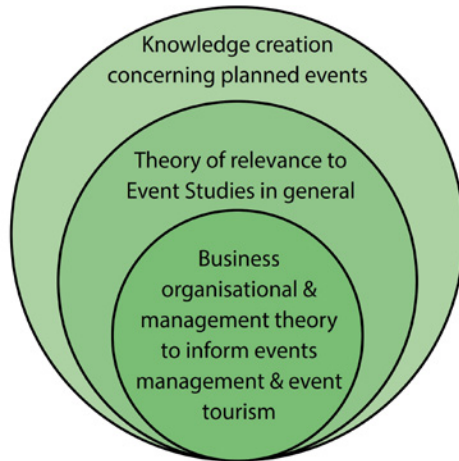 Knowledge creation
concerning planned events
Theory of relevance to
Event Studies in general
Business
organisational &
management theory
to inform events
management & event
tourism